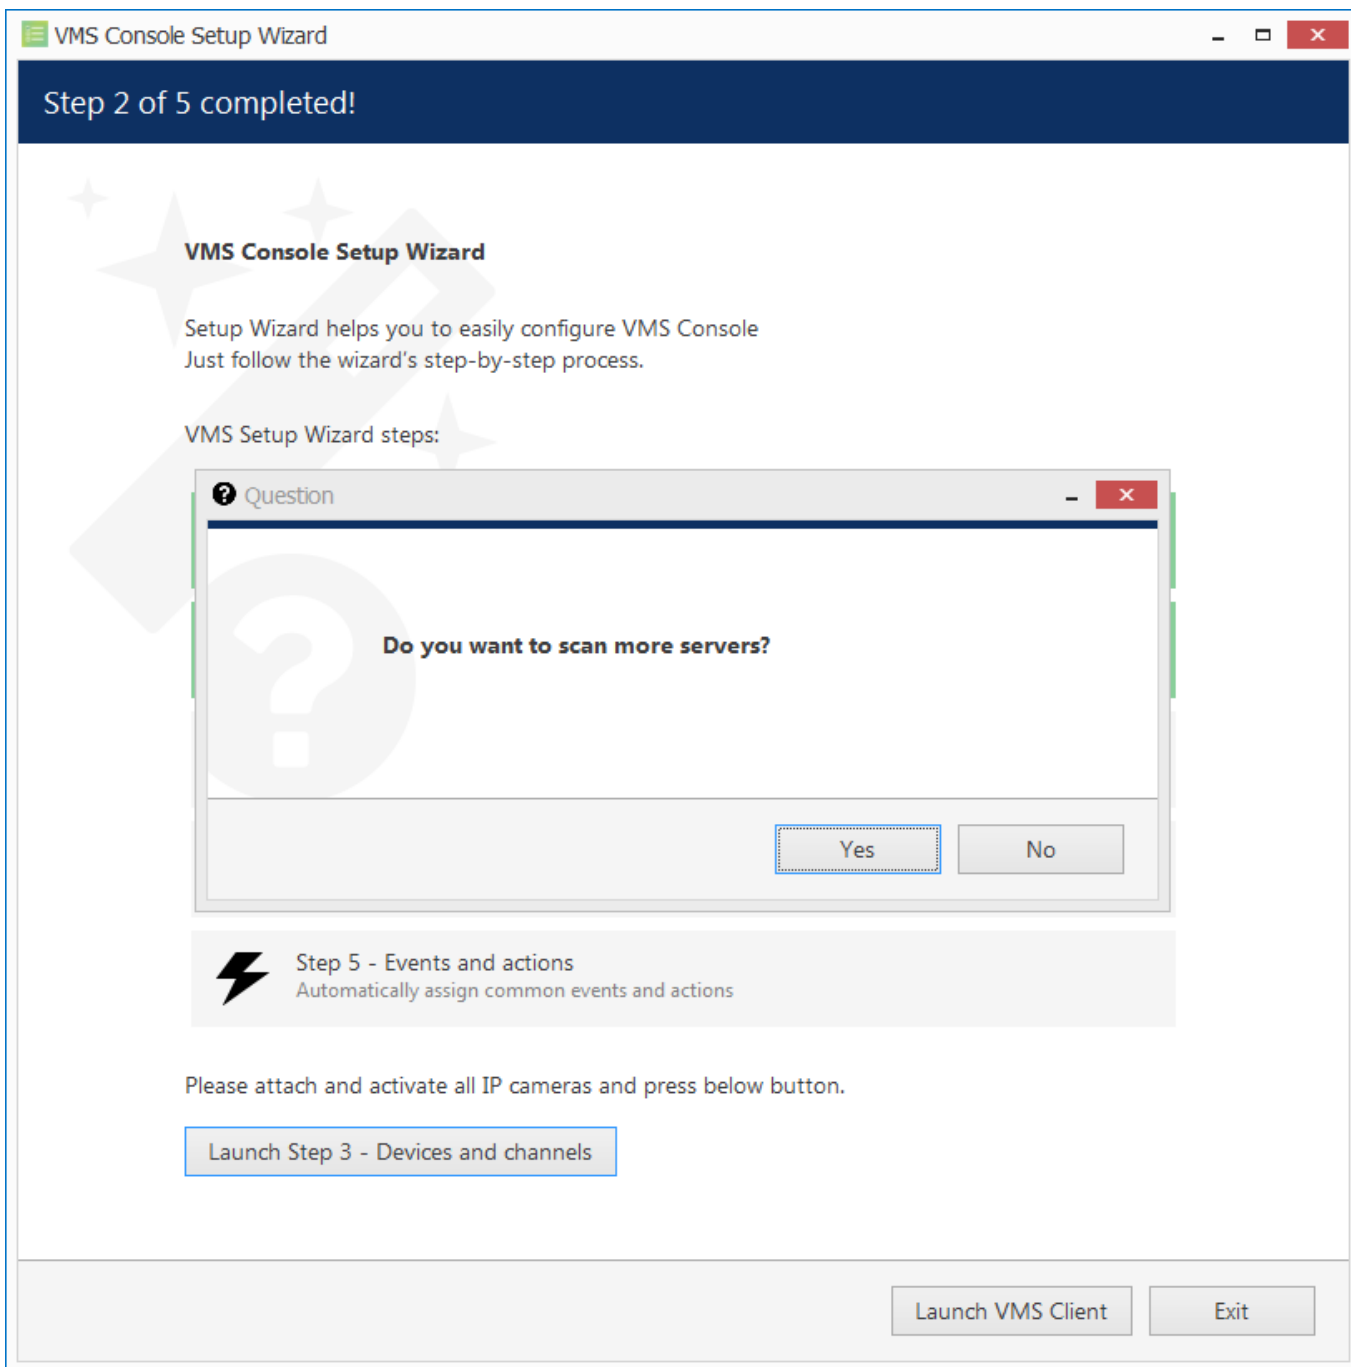 VMS Console Setup Wizard
Step 2 of 5 completed!
VMS Console Setup Wizard
Setup Wizard helps you to easily configure VMS Console
Just follow the wizard's step-by-step process.
VMS Setup Wizard steps:
Question
Do you want to scan more servers?
Yes
No
Step 5 - Events and actions
Automatically assign common events and actions
Please attach and activate all IP cameras and press below button.
Launch Step 3 - Devices and channels
Launch VMS Client
Exit